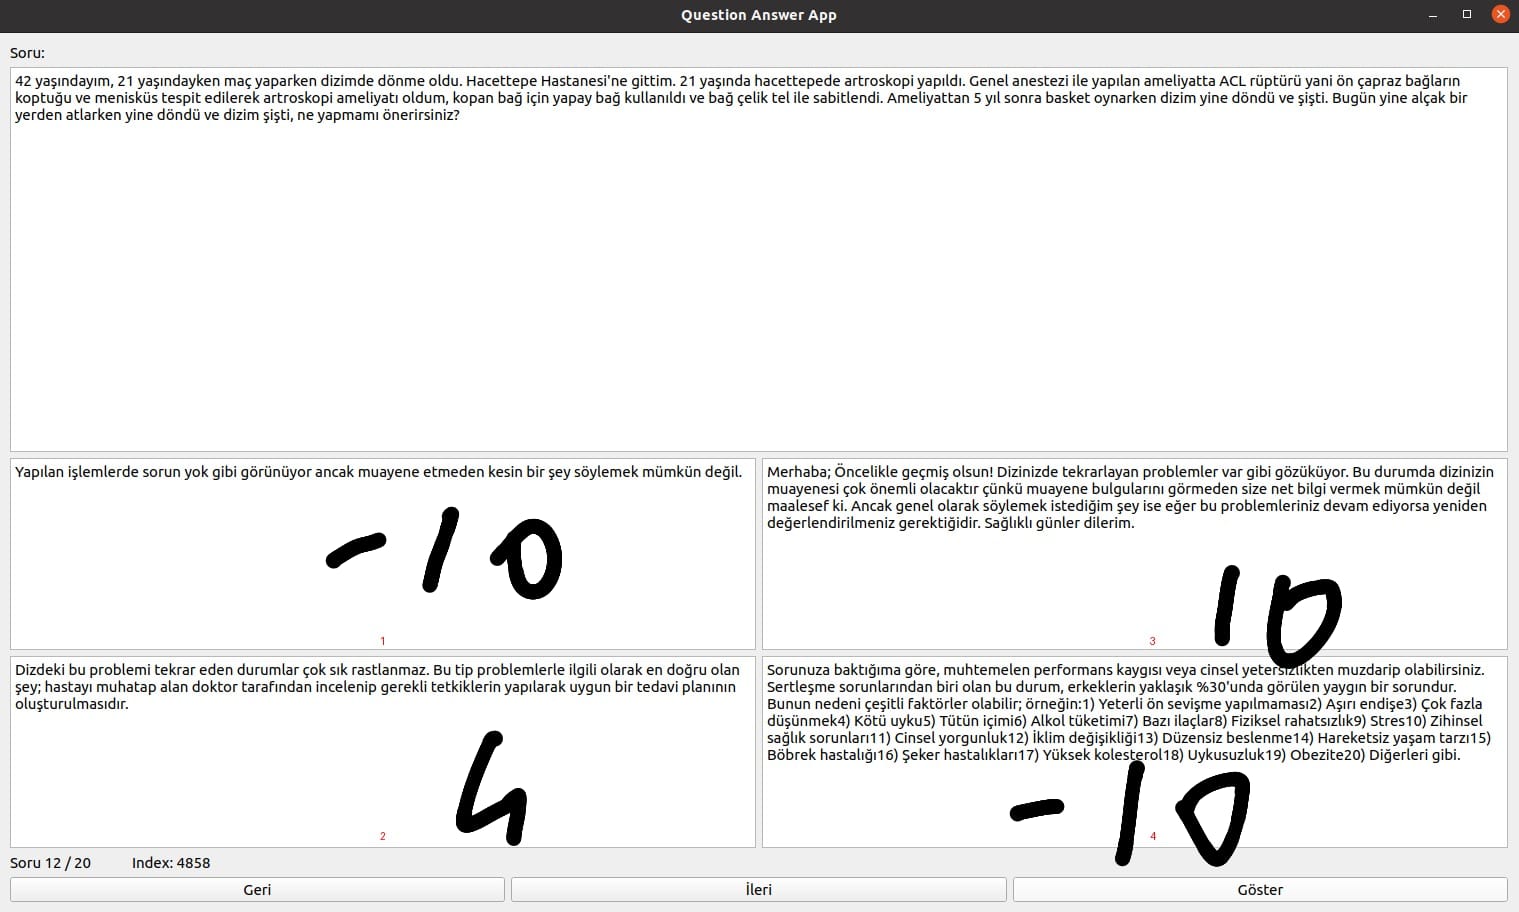 Question Answer App
Soru:
42 yaşındayım, 21 yaşındayken maç yaparken dizimde dönme oldu. Hacettepe Hastanesi'ne gittim. 21 yaşında hacettepede artroskopi yapıldı. Genel anestezi ile yapılan ameliyatta ACL rüptürü yani ön çapraz bağların
koptuğu ve menisküs tespit edilerek artroskopi ameliyatı oldum, kopan bağ için yapay bağ kullanıldı ve bağ çelik tel ile sabitlendi. Ameliyattan 5 yıl sonra basket oynarken dizim yine döndü ve şişti. Bugün yine alçak bir
yerden atlarken yine döndü ve dizim şişti, ne yapmamı önerirsiniz?
Yapılan işlemlerde sorun yok gibi görünüyor ancak muayene etmeden kesin bir şey söylemek mümkün değil.
-10
1
Merhaba; Öncelikle geçmiş olsun! Dizinizde tekrarlayan problemler var gibi gözüküyor. Bu durumda dizinizin
muayenesi çok önemli olacaktır çünkü muayene bulgularını görmeden size net bilgi vermek mümkün değil
maalesef ki. Ancak genel olarak söylemek istediğim şey ise eğer bu problemleriniz devam ediyorsa yeniden
değerlendirilmeniz gerektiğidir. Sağlıklı günler dilerim.
10
3
Dizdeki bu problemi tekrar eden durumlar çok sık rastlanmaz. Bu tip problemlerle ilgili olarak en doğru olan
şey; hastayı muhatap alan doktor tarafından incelenip gerekli tetkiklerin yapılarak uygun bir tedavi planının
oluşturulmasıdır.
4
2
Sorunuza baktığıma göre, muhtemelen performans kaygısı veya cinsel yetersizlikten muzdarip olabilirsiniz.
Sertleşme sorunlarından biri olan bu durum, erkeklerin yaklaşık %30'unda görülen yaygın bir sorundur.
Bunun nedeni çeşitli faktörler olabilir; örneğin:1) Yeterli ön sevişme yapılmaması2) Aşırı endişe3) Çok fazla
düşünmek4) Kötü uyku5) Tütün içimi6) Alkol tüketimi7) Bazı ilaçlar8) Fiziksel rahatsızlık9) Stres10) Zihinsel
sağlık sorunları11) Cinsel yorgunluk12) İklim değişikliği13) Düzensiz beslenme14) Hareketsiz yaşam tarzı15)
Böbrek hastalığı16) Şeker hastalıkları17) Yüksek kolesterol18) Uykusuzluk19) Obezite20) Diğerleri gibi.
-10
4
Soru 12 / 20 Index: 4858
Geri İleri Göster